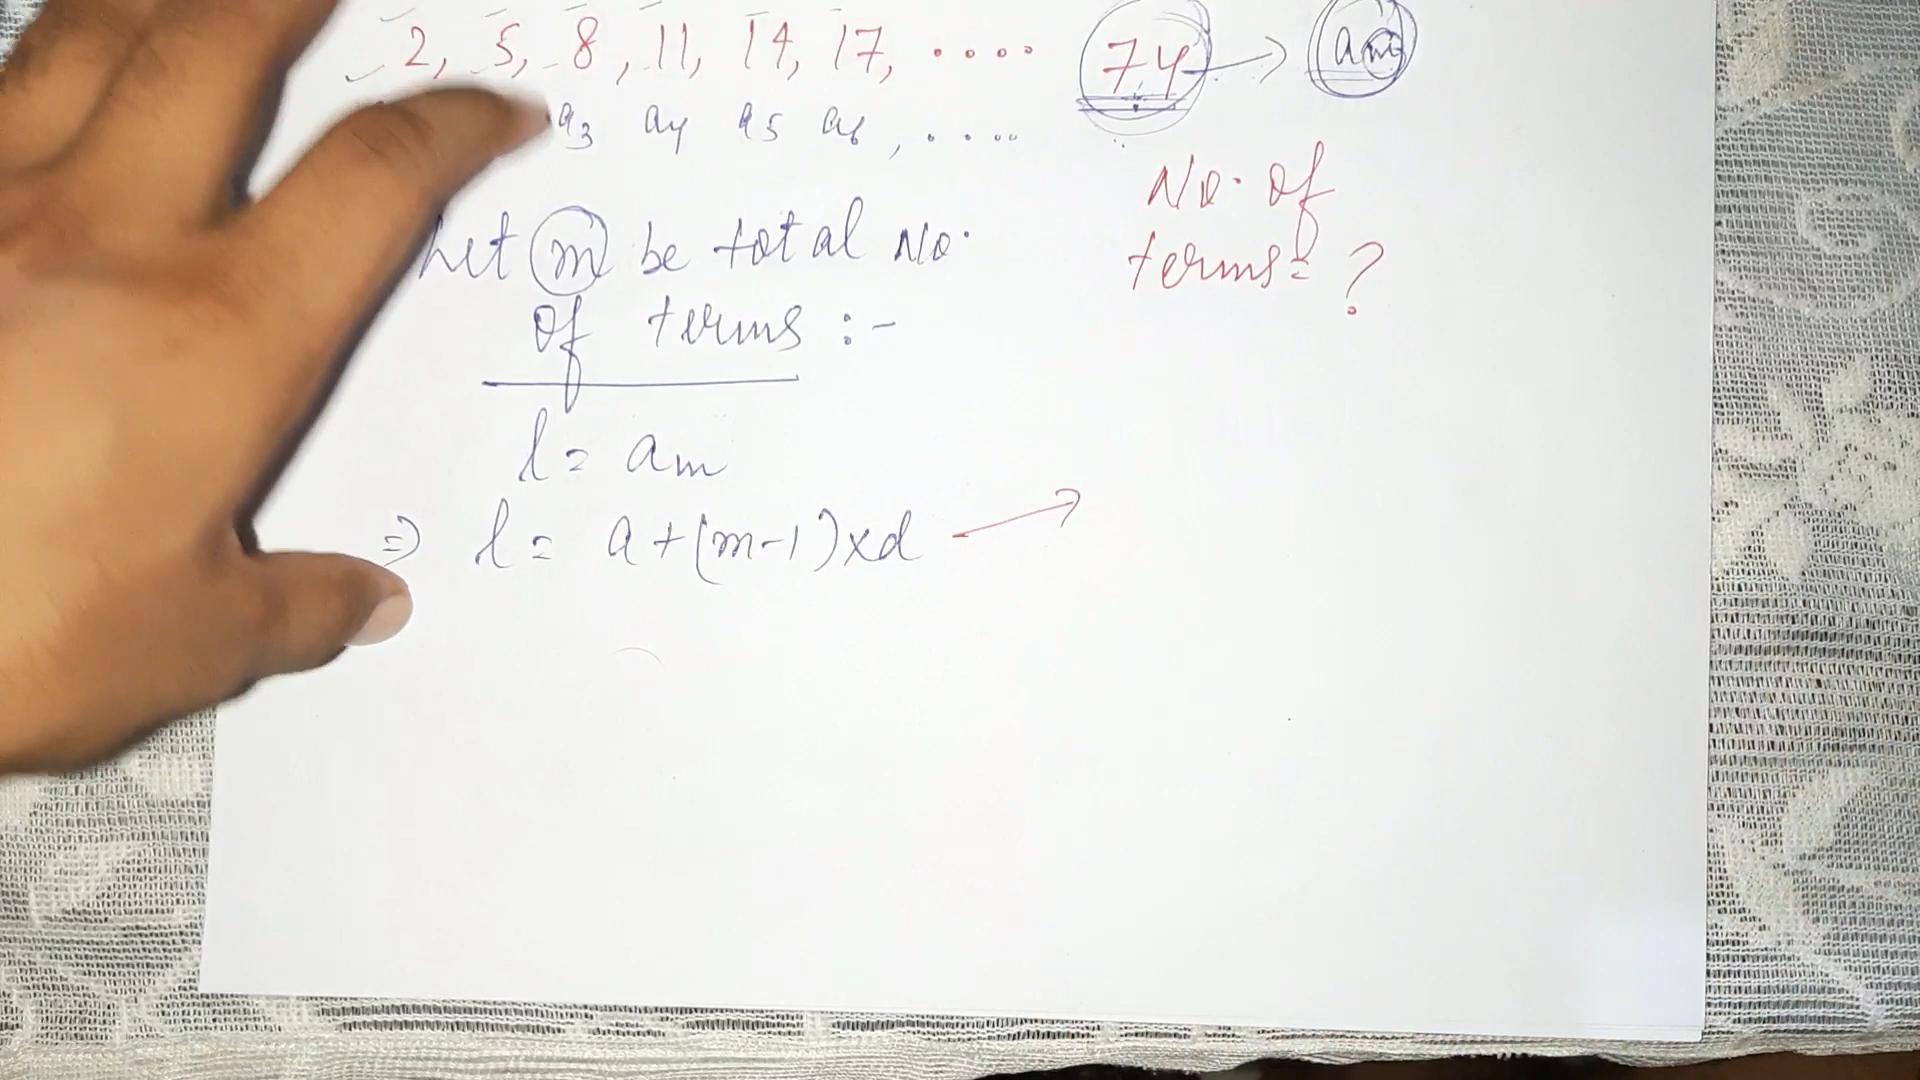 2, 5, 8, 11, 14, 17, .... 74 → am
a3 a4 a5 a6, ....
No. of
terms = ?
Let m be total No.
of terms :-
l = am
⇒ l = a + (m-1)xd →